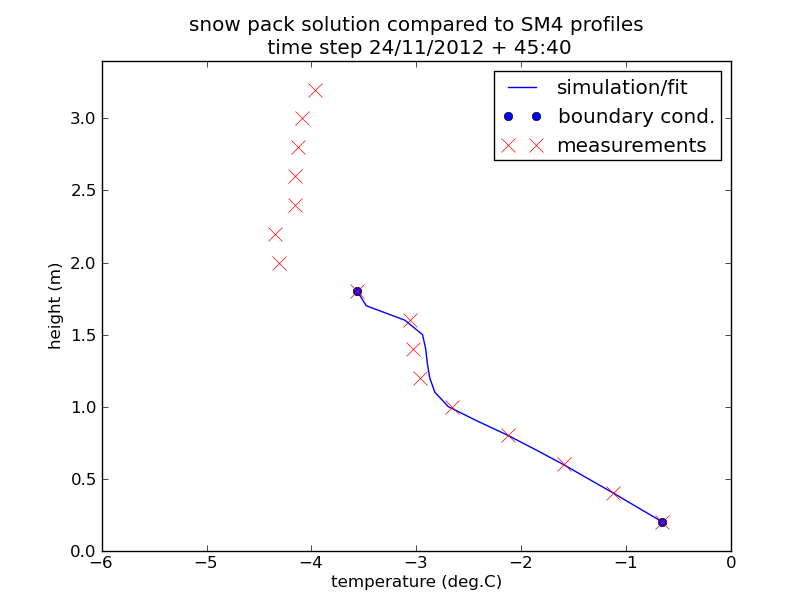 snow pack solution compared to SM4 profiles
time step 24/11/2012 + 45:40
simulation/fit
boundary cond.
measurements
height (m)
3.0
2.5
2.0
1.5
1.0
0.5
0.0
−6 −5 −4 −3 −2 −1 0
temperature (deg.C)